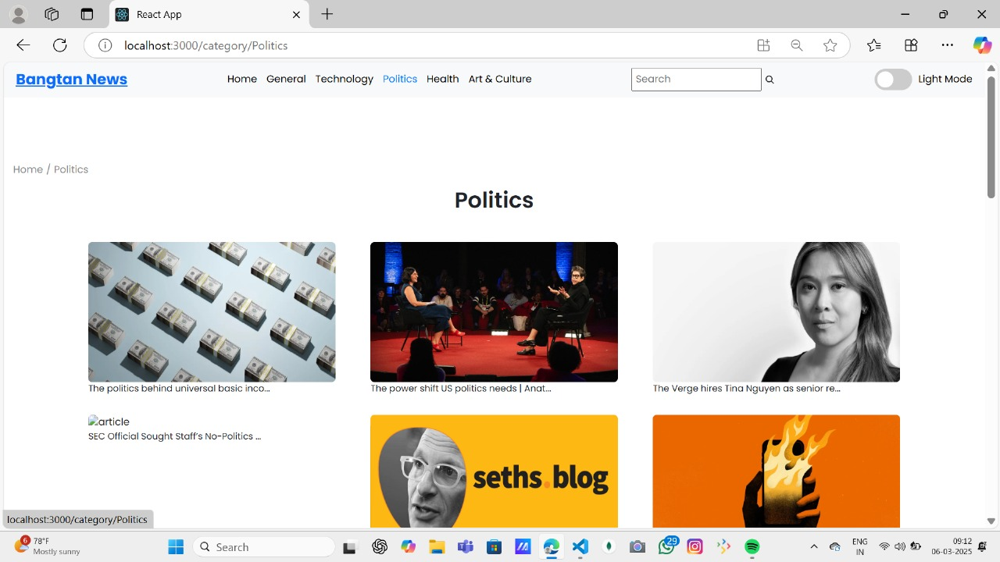 React App
localhost:3000/category/Politics
Bangtan News
Home General Technology Politics Health Art & Culture
Search
Light Mode
Home / Politics
Politics
The politics behind universal basic inco...
The power shift US politics needs | Anat...
The Verge hires Tina Nguyen as senior re...
article
SEC Official Sought Staff’s No-Politics ...
seths.blog
localhost:3000/category/Politics
6
78°F
Mostly sunny
Search
29
ENG
IN
09:12
06-03-2025